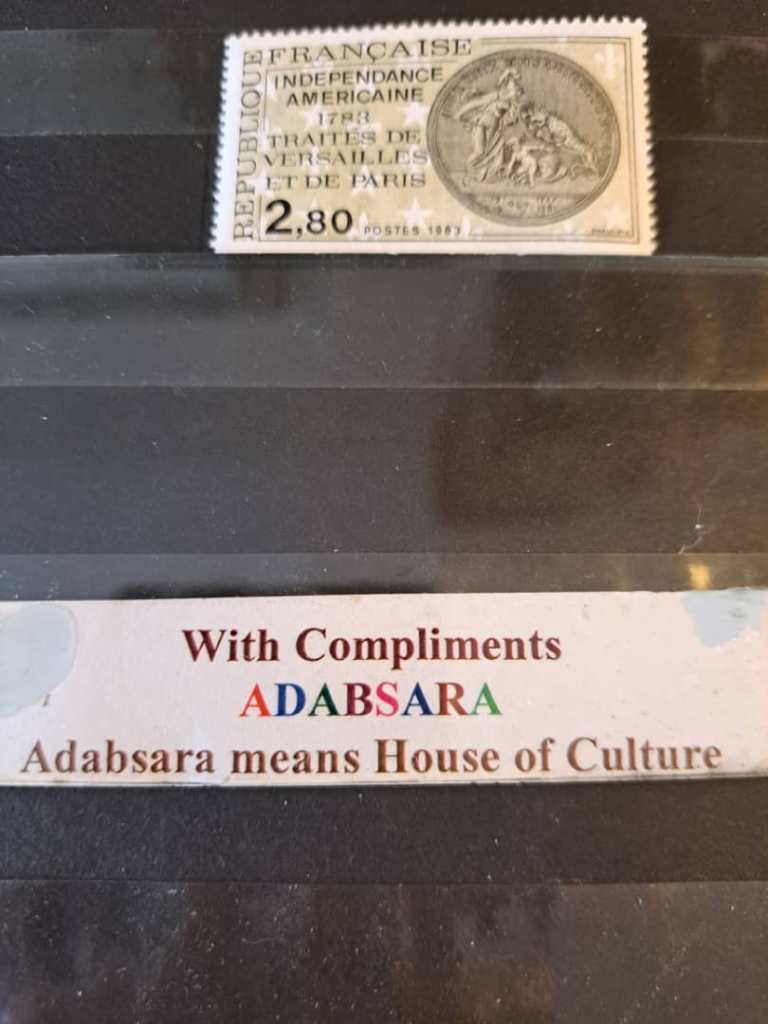 RÉPUBLIQUE
FRANÇAISE
INDEPENDANCE
AMERICAINE
1783
TRAITÉS DE
VERSAILLES
ET DE PARIS
2,80 POSTES 1983
With Compliments
ADABSARA
Adabsara means House of Culture